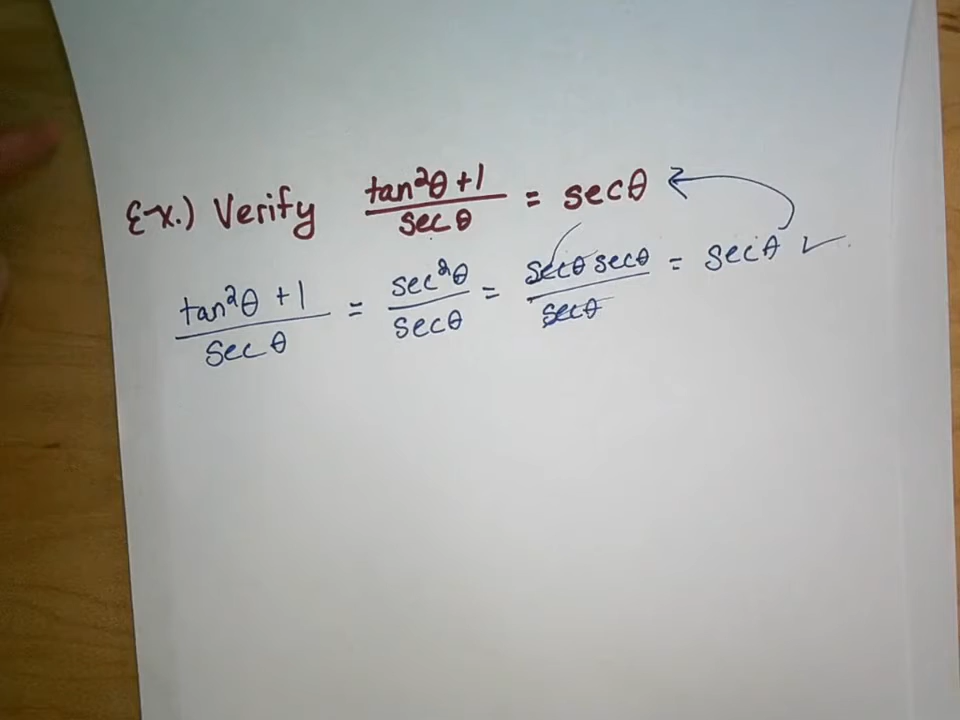 Ex.) Verify (tan²θ+1)/(secθ) = secθ
(tan²θ+1)/(secθ) = (sec²θ)/(secθ) = (secθ secθ)/(secθ) = secθ ✓